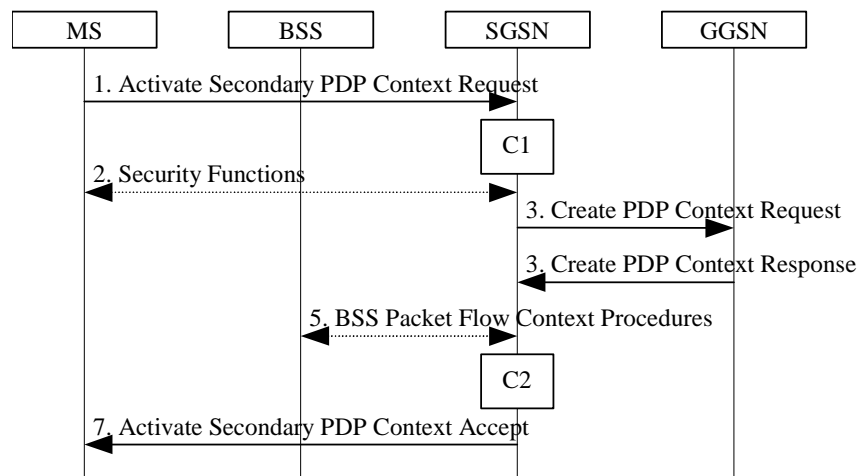 MS
BSS
SGSN
GGSN
1. Activate Secondary PDP Context Request
C1
2. Security Functions
3. Create PDP Context Request
3. Create PDP Context Response
5. BSS Packet Flow Context Procedures
C2
7. Activate Secondary PDP Context Accept